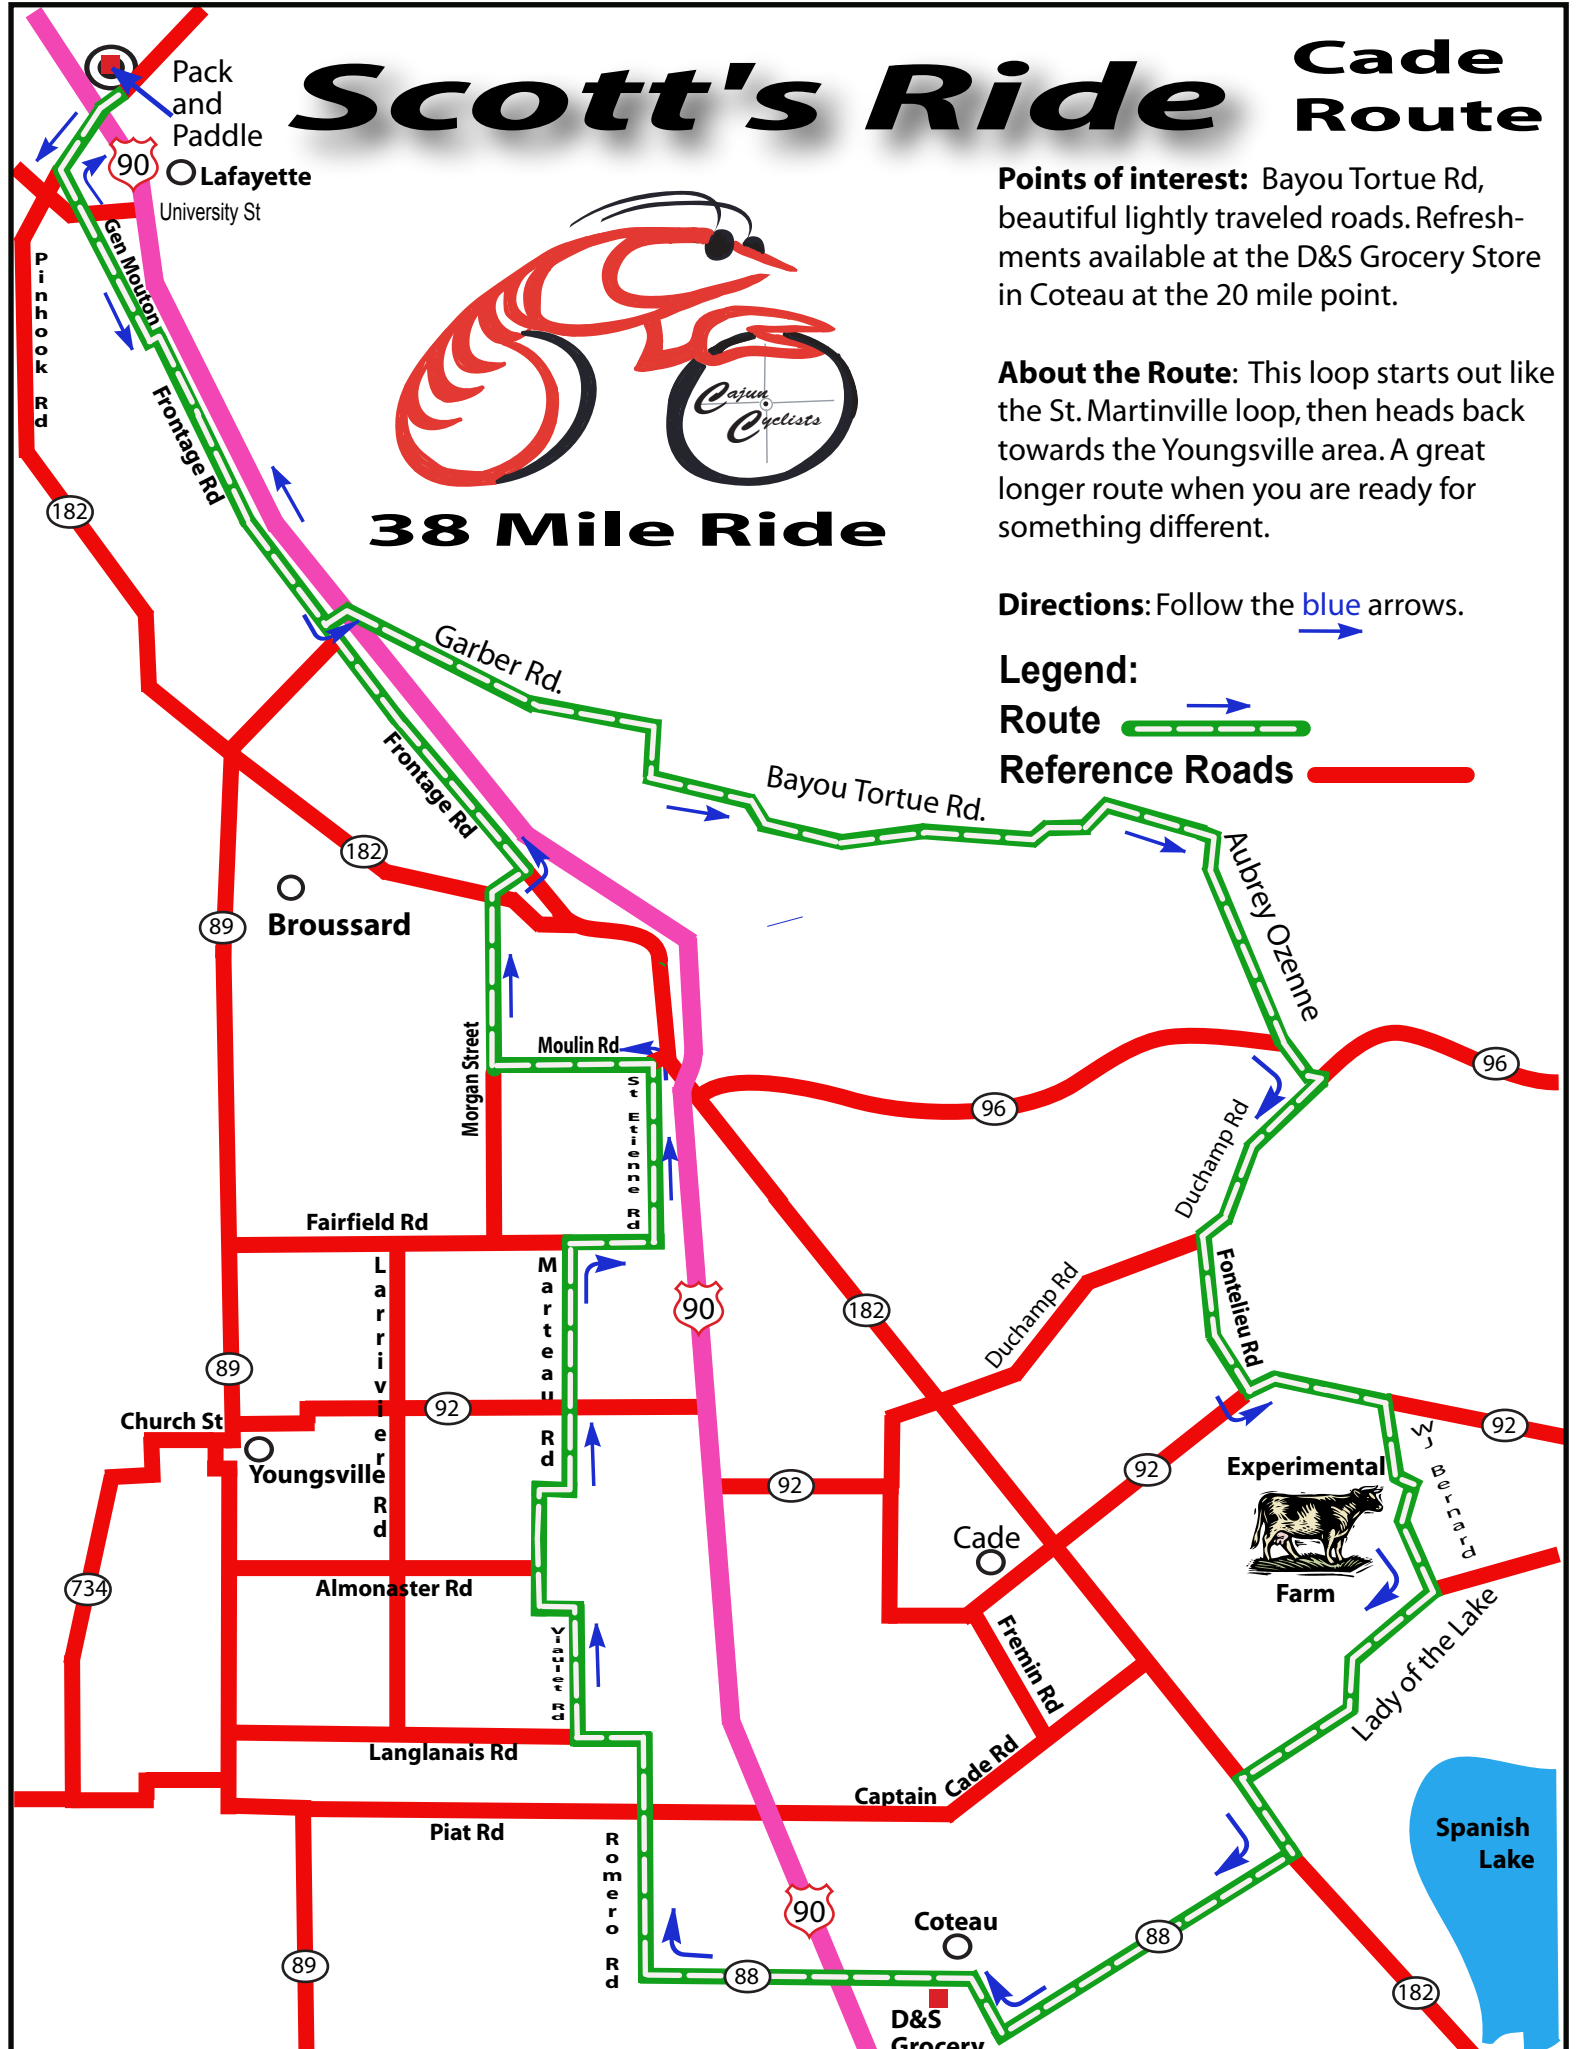 Scott's Ride
Cade
Route
Pack
and
Paddle
90
Lafayette
University St
Points of interest: Bayou Tortue Rd,
beautiful lightly traveled roads. Refresh-
ments available at the D&S Grocery Store
in Coteau at the 20 mile point.
About the Route: This loop starts out like
the St. Martinville loop, then heads back
towards the Youngsville area. A great
longer route when you are ready for
something different.
Directions: Follow the blue arrows.
Legend:
Route
Reference Roads
Cajun
Cyclists
38 Mile Ride
Gen Mouton
Pinhook Rd
Frontage Rd
182
Garber Rd.
Frontage Rd
Bayou Tortue Rd.
Aubrey Ozenne
182
89
Broussard
Morgan Street
Moulin Rd
St Etienne Rd
96
96
Duchamp Rd
Fairfield Rd
Larrivier Rd
Marteau Rd
90
182
Duchamp Rd
Fontelieu Rd
89
Church St
92
Youngsville
92
92
92
WJ Bernard
Experimental
Farm
Cade
734
Almonaster Rd
Viaulet Rd
Fremin Rd
Lady of the Lake
Langlanais Rd
Captain Cade Rd
Piat Rd
Romero Rd
Spanish
Lake
90
Coteau
88
89
88
182
D&S
Grocery